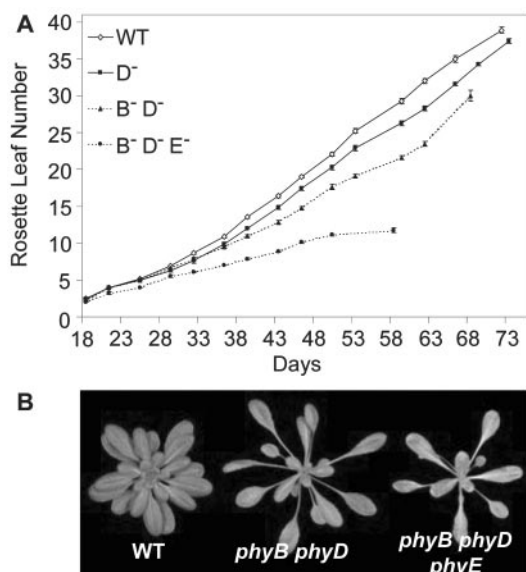 A
40
35
30
25
20
15
10
5
0
Rosette Leaf Number
WT
D⁻
B⁻ D⁻
B⁻ D⁻ E⁻
18 23 28 33 38 43 48 53 58 63 68 73
Days
B
WT
phyB phyD
phyB phyD
phyE